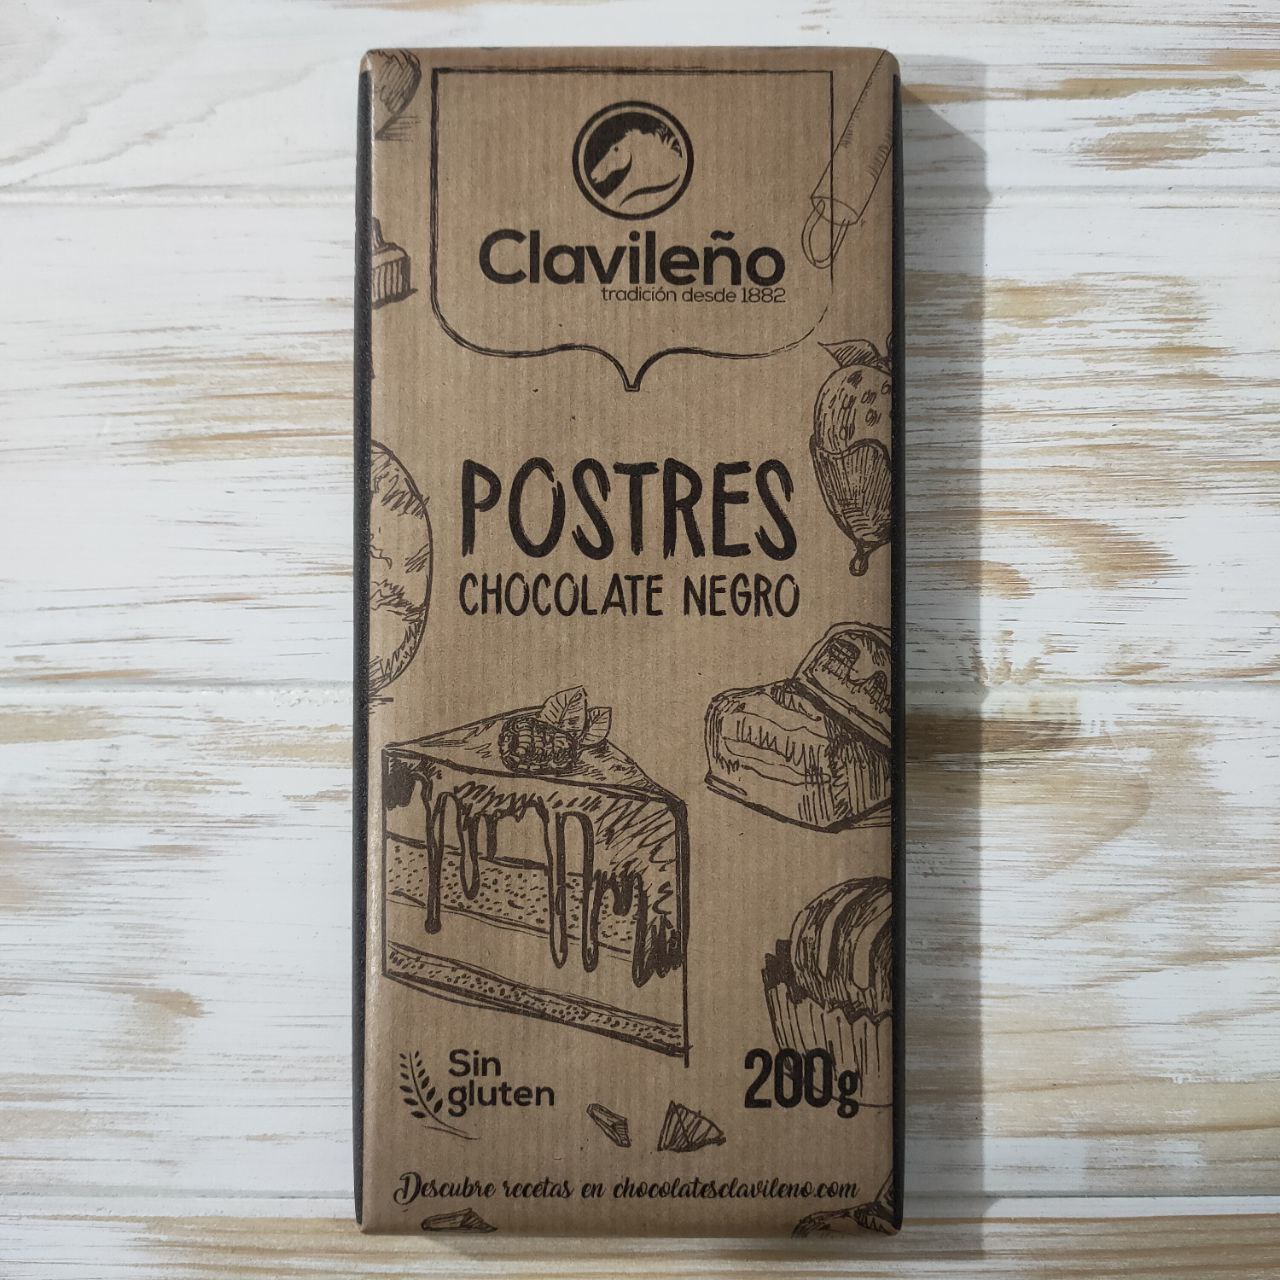 Clavileño
tradición desde 1882
POSTRES
CHOCOLATE NEGRO
Sin
gluten
200g
Descubre recetas en chocolatesclavileno.com